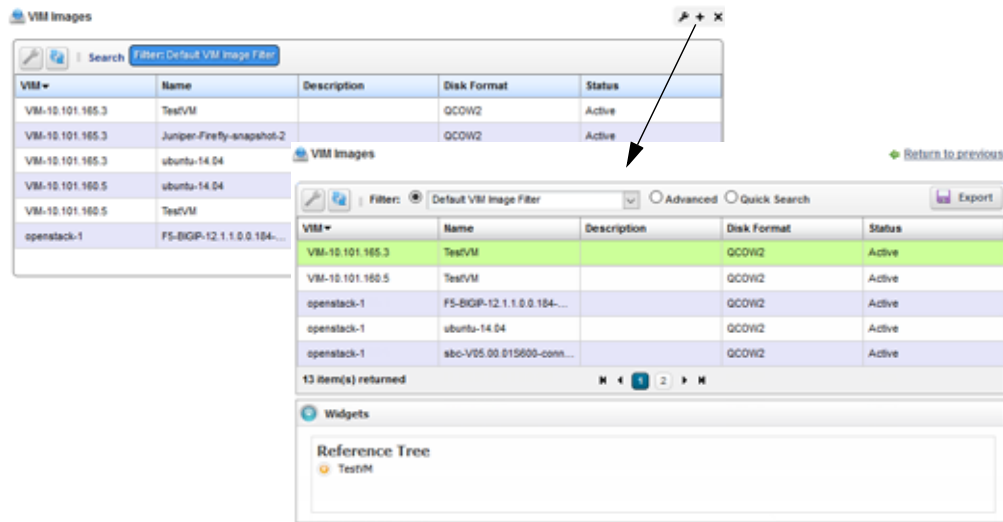 VIM Images
Search Filter: Default VIM Image Filter
VIM Name Description Disk Format Status
VIM-10.101.165.3 TestVM QCOW2 Active
VIM-10.101.165.3 Juniper-Firefly-snapshot-2 QCOW2 Active
VIM-10.101.165.3 ubuntu-14.04
VIM-10.101.160.5 ubuntu-14.04
VIM-10.101.160.5 TestVM
openstack-1 F5-BIGIP-12.1.1.0.0.184-...
VIM Images Return to previous
Filter: Default VIM Image Filter Advanced Quick Search Export
VIM Name Description Disk Format Status
VIM-10.101.165.3 TestVM QCOW2 Active
VIM-10.101.160.5 TestVM QCOW2 Active
openstack-1 F5-BIGIP-12.1.1.0.0.184-... QCOW2 Active
openstack-1 ubuntu-14.04 QCOW2 Active
openstack-1 sbc-V05.00.01S600-conn... QCOW2 Active
13 item(s) returned 1 2
Widgets
Reference Tree
TestVM